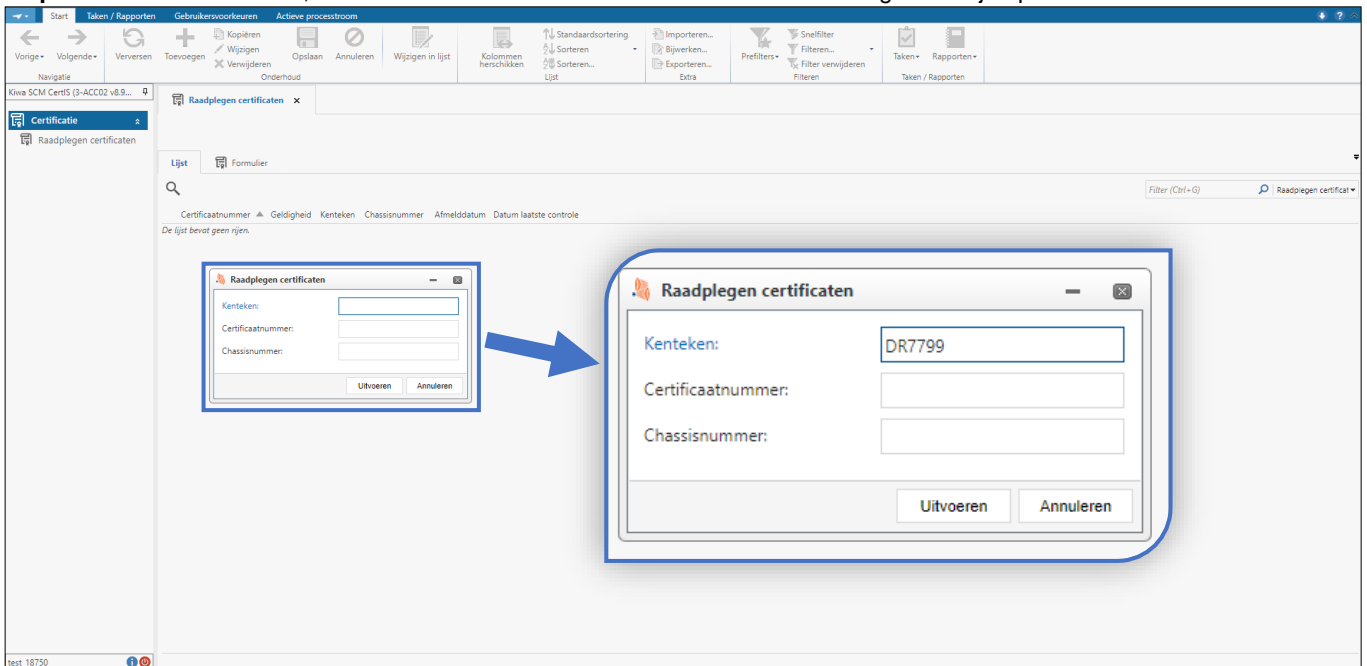 Start Taken / Rapporten Gebruikersvoorkeuren Actieve processtroom
Vorige Volgende Verversen Toevoegen Kopiëren Wijzigen Verwijderen Opslaan Annuleren Wijzigen in lijst Kolommen herschikken Standaardsortering Sorteren Sorteren... Importeren... Bijwerken... Exporteren... Prefilters Snelfilter Filteren... Filter verwijderen Taken Rapporten
Navigatie Onderhoud Lijst Extra Filteren Taken / Rapporten
Kiwa SCM CertIS (3-ACC02 v8.9...
Raadplegen certificaten x
Certificatie
Raadplegen certificaten
Lijst Formulier
Filter (Ctrl+G) Raadplegen certificat
Certificaatnummer Geldigheid Kenteken Chassisnummer Afmelddatum Datum laatste controle
De lijst bevat geen rijen.
Raadplegen certificaten
Kenteken:
Certificaatnummer:
Chassisnummer:
Uitvoeren Annuleren
Raadplegen certificaten
Kenteken: DR7799
Certificaatnummer:
Chassisnummer:
Uitvoeren Annuleren
test 18750